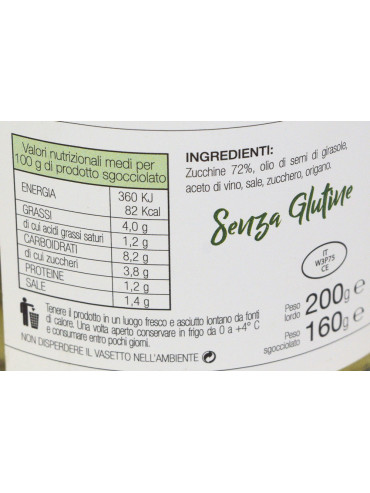 Valori nutrizionali medi per
100 g di prodotto sgocciolato
ENERGIA 360 KJ
82 Kcal
GRASSI 4,0 g
di cui acidi grassi saturi 1,2 g
CARBOIDRATI 8,2 g
di cui zuccheri 3,8 g
PROTEINE 1,2 g
SALE 1,4 g
INGREDIENTI:
Zucchine 72%, olio di semi di girasole,
aceto di vino, sale, zucchero, origano.
Senza Glutine
IT
W3P75
CE
Peso lordo 200g e
Peso sgocciolato 160g e
Tenere il prodotto in un luogo fresco e asciutto lontano da fonti
di calore. Una volta aperto conservare in frigo da 0 a +4° C
e consumare entro pochi giorni.
NON DISPERDERE IL VASETTO NELL'AMBIENTE